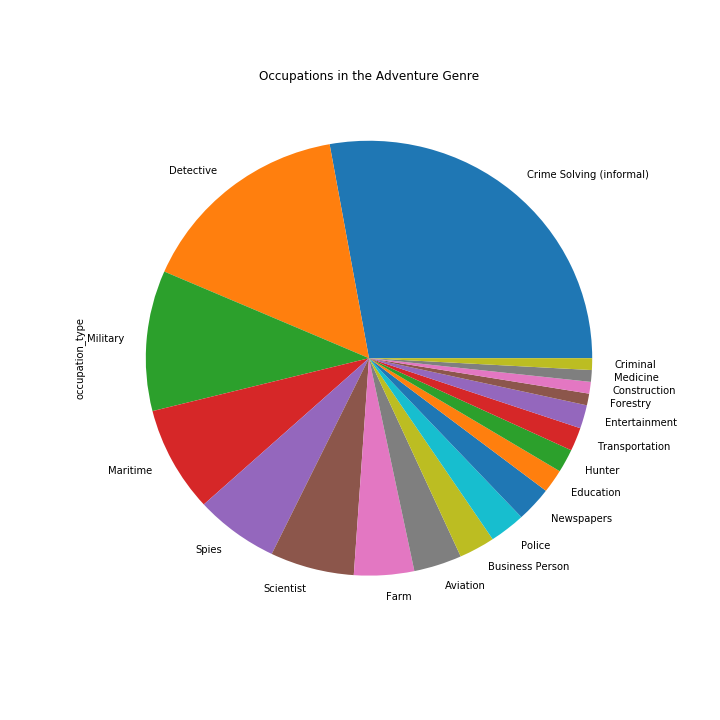 Occupations in the Adventure Genre
Crime Solving (informal)
Detective
Military
occupation_type
Maritime
Spies
Scientist
Farm
Aviation
Business Person
Police
Newspapers
Education
Hunter
Transportation
Entertainment
Forestry
Construction
Medicine
Criminal